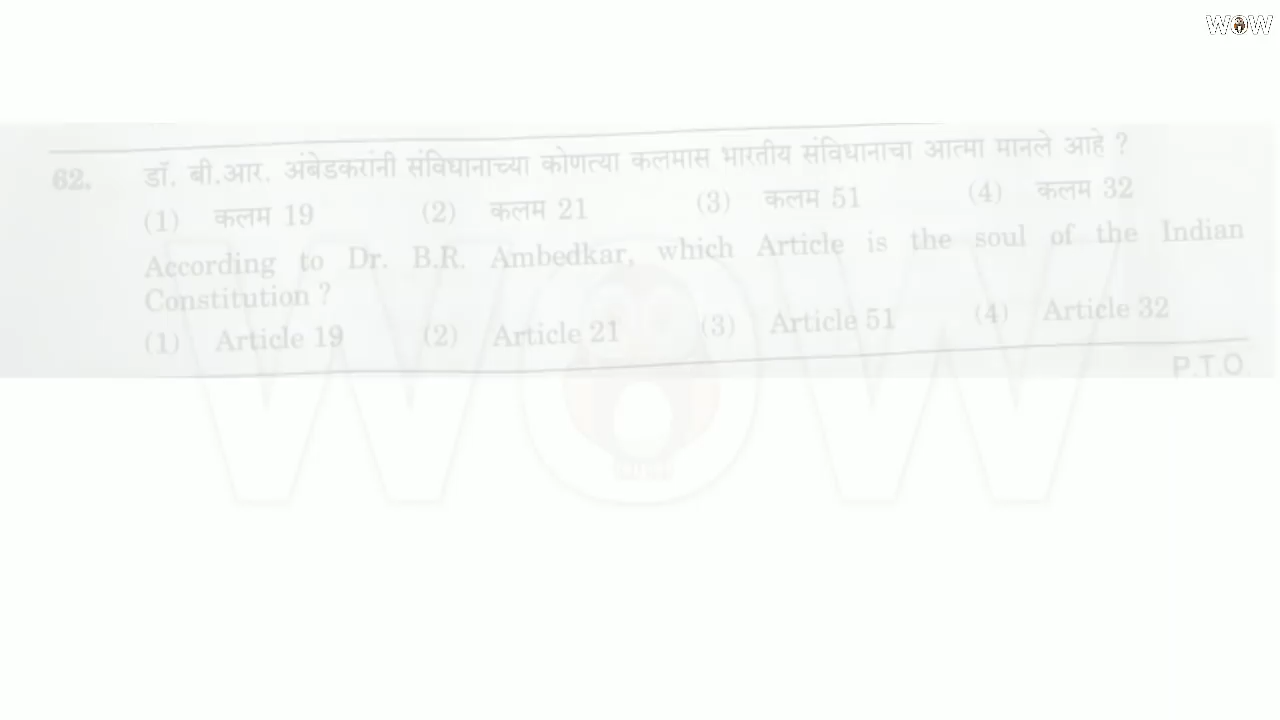 WOW
62. डॉ. बी.आर. अंबेडकरांनी संविधानाच्या कोणत्या कलमास भारतीय संविधानाचा आत्मा मानले आहे ?
(1) कलम 19 (2) कलम 21 (3) कलम 51 (4) कलम 32
According to Dr. B.R. Ambedkar, which Article is the soul of the Indian
Constitution ?
(1) Article 19 (2) Article 21 (3) Article 51 (4) Article 32
P.T.O.
WOW